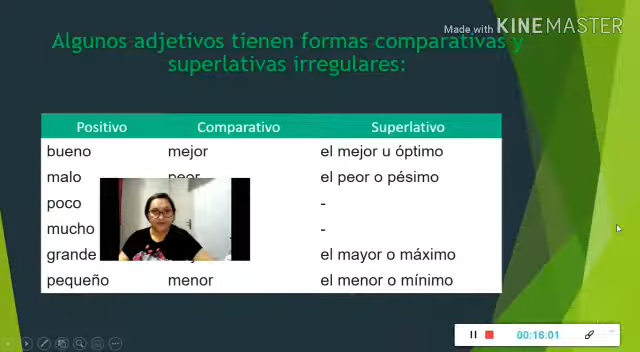 Made with KINEMASTER
Algunos adjetivos tienen formas comparativas y
superlativas irregulares:
Positivo Comparativo Superlativo
bueno mejor el mejor u óptimo
malo peor el peor o pésimo
poco -
mucho -
grande el mayor o máximo
pequeño menor el menor o mínimo
00:16:01